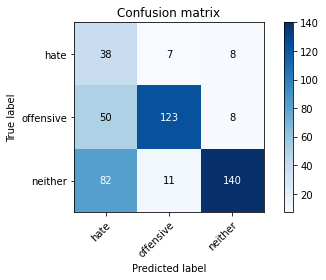 Confusion matrix
True label
hate 38 7 8
offensive 50 123 8
neither 82 11 140
hate offensive neither
Predicted label
140
120
100
80
60
40
20